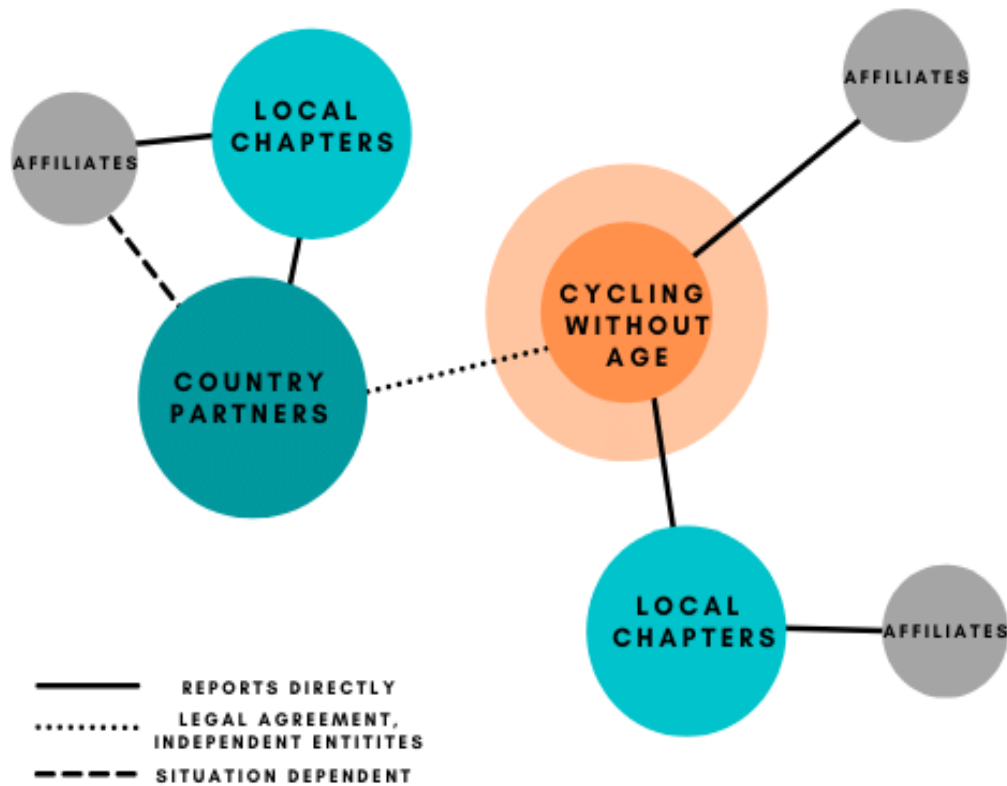 AFFILIATES
LOCAL
CHAPTERS
AFFILIATES
CYCLING
WITHOUT
AGE
COUNTRY
PARTNERS
LOCAL
CHAPTERS
AFFILIATES
REPORTS DIRECTLY
LEGAL AGREEMENT,
INDEPENDENT ENTITITES
SITUATION DEPENDENT